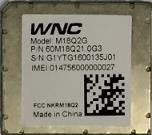 WNC
Model: M18Q2G
P/N:60M18Q21.0G3
S/N:G1YTG1600135J01
IMEI:014756000000027
FCC NKRM18Q2
Made in China